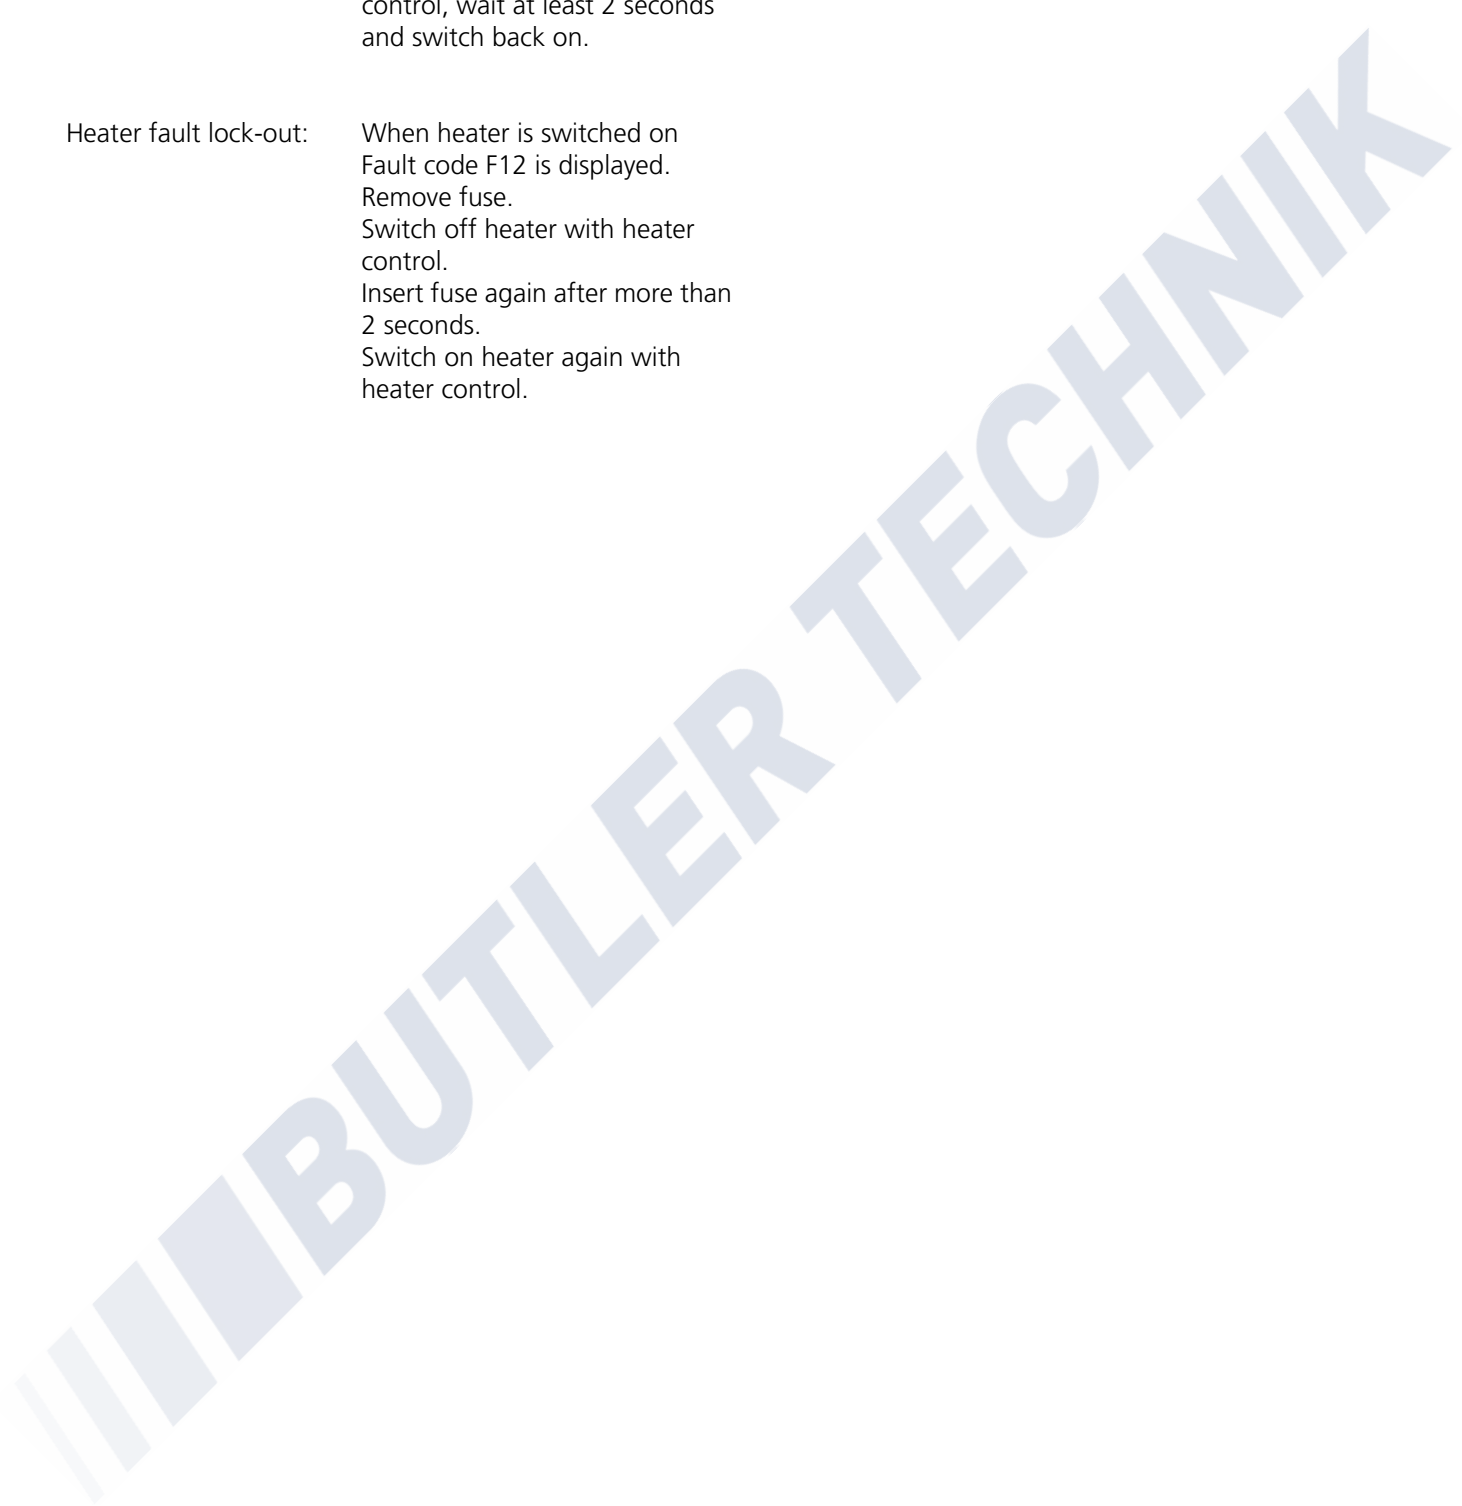 control, wait at least 2 seconds
and switch back on.
Heater fault lock-out:
When heater is switched on
Fault code F12 is displayed.
Remove fuse.
Switch off heater with heater
control.
Insert fuse again after more than
2 seconds.
Switch on heater again with
heater control.
BUTLER TECHNIK